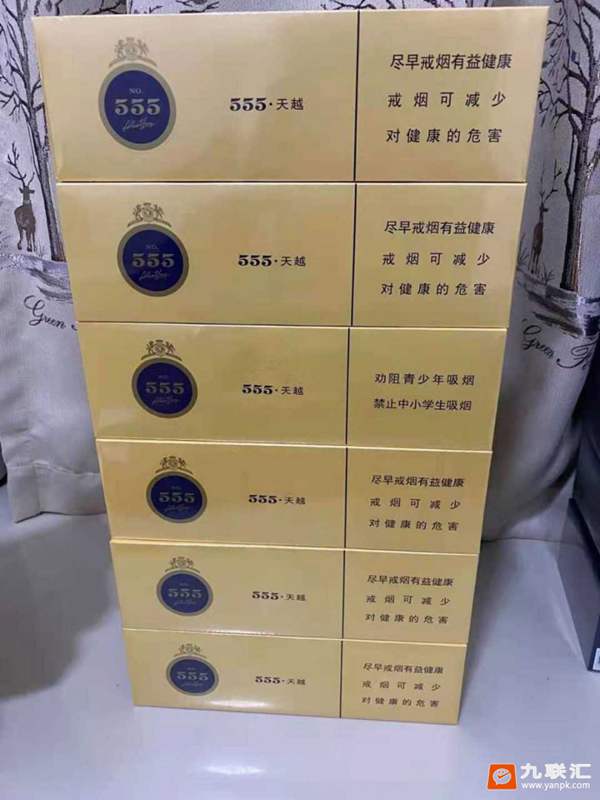 NO.
555
555·天越
尽早戒烟有益健康
戒烟可减少
对健康的危害
NO.
555
555·天越
尽早戒烟有益健康
戒烟可减少
对健康的危害
Green
Green
555
555·天越
劝阻青少年吸烟
禁止中小学生吸烟
555
555·天越
尽早戒烟有益健康
戒烟可减少
对健康的危害
555
555·天越
尽早戒烟有益健康
戒烟可减少
对健康的危害
555
555·天越
尽早戒烟有益健康
戒烟可减少
对健康的危害
九联汇
www.yanpk.com